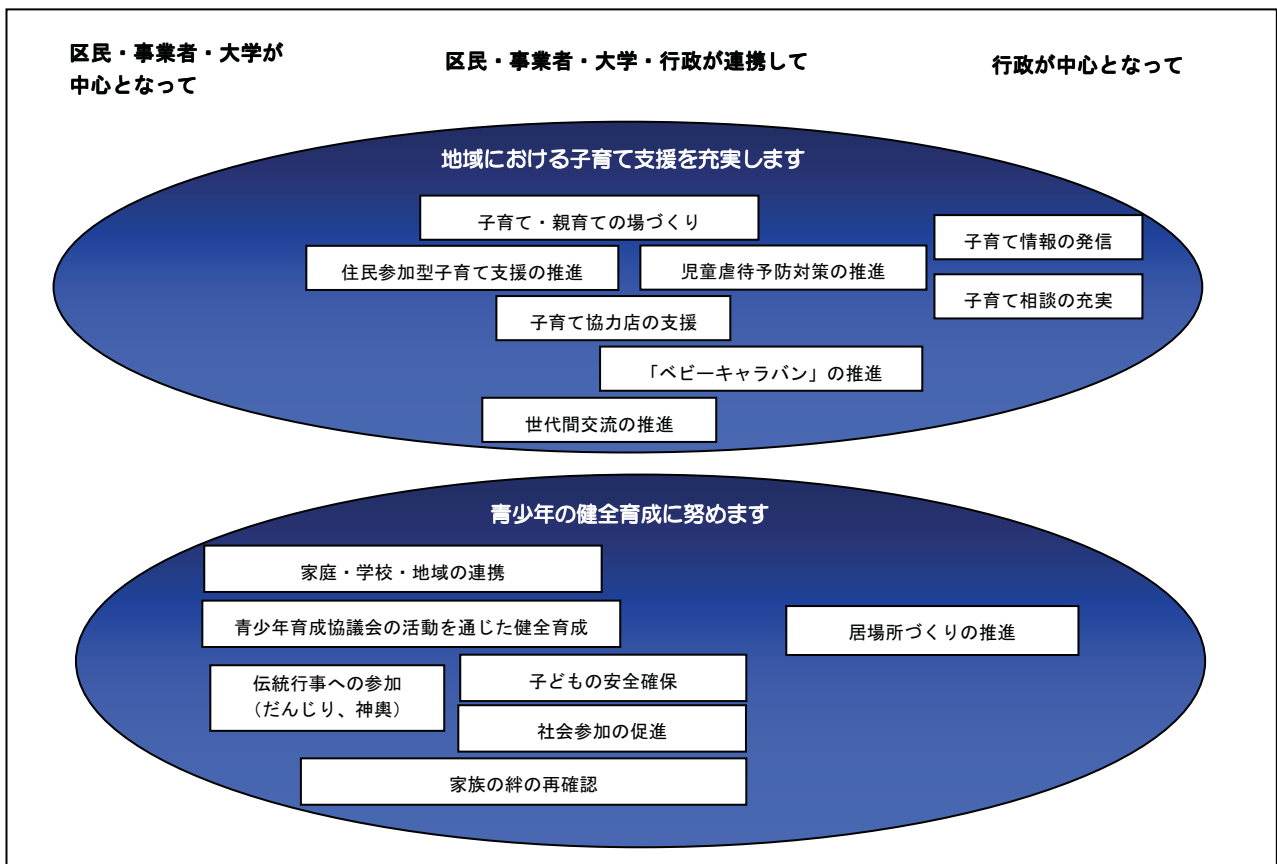 区民・事業者・大学が
中心となって
区民・事業者・大学・行政が連携して
行政が中心となって
地域における子育て支援を充実します
子育て・親育ての場づくり
子育て情報の発信
住民参加型子育て支援の推進
児童虐待予防対策の推進
子育て相談の充実
子育て協力店の支援
「ベビーキャラバン」の推進
世代間交流の推進
青少年の健全育成に努めます
家庭・学校・地域の連携
青少年育成協議会の活動を通じた健全育成
居場所づくりの推進
伝統行事への参加
（だんじり、神輿）
子どもの安全確保
社会参加の促進
家族の絆の再確認